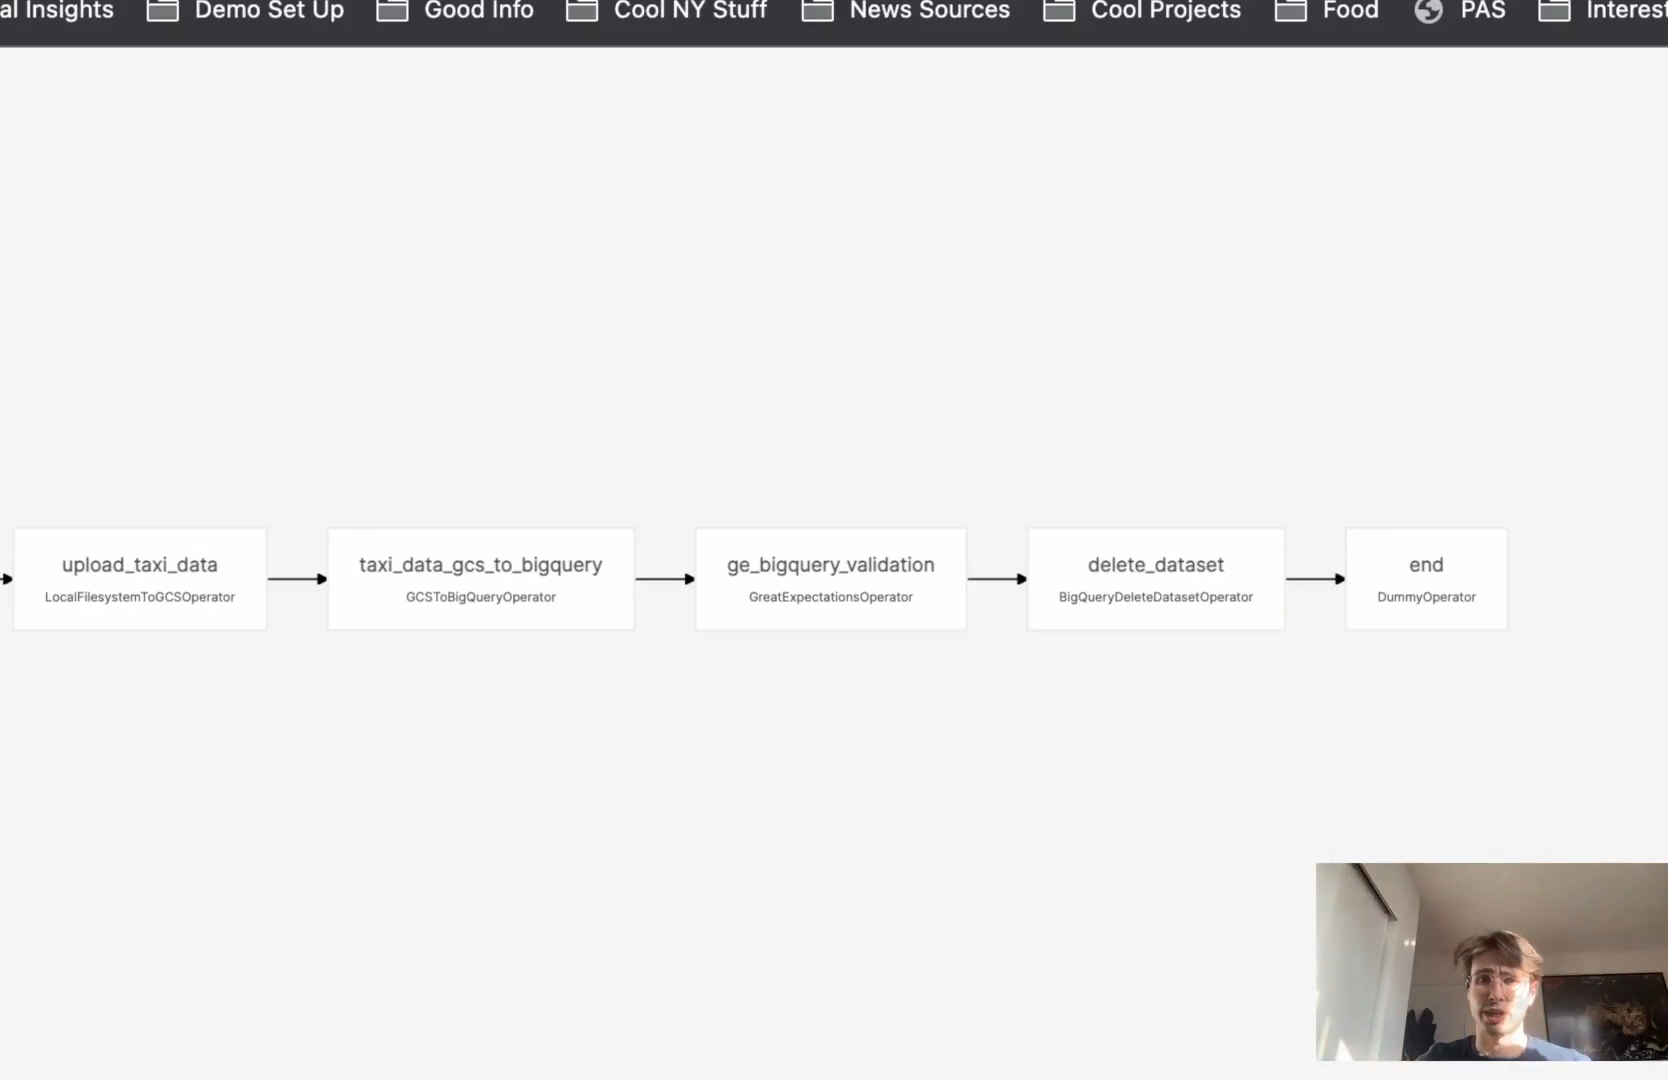 al Insights Demo Set Up Good Info Cool NY Stuff News Sources Cool Projects Food PAS Interest
upload_taxi_data
LocalFilesystemToGCSOperator
taxi_data_gcs_to_bigquery
GCSToBigQueryOperator
ge_bigquery_validation
GreatExpectationsOperator
delete_dataset
BigQueryDeleteDatasetOperator
end
DummyOperator